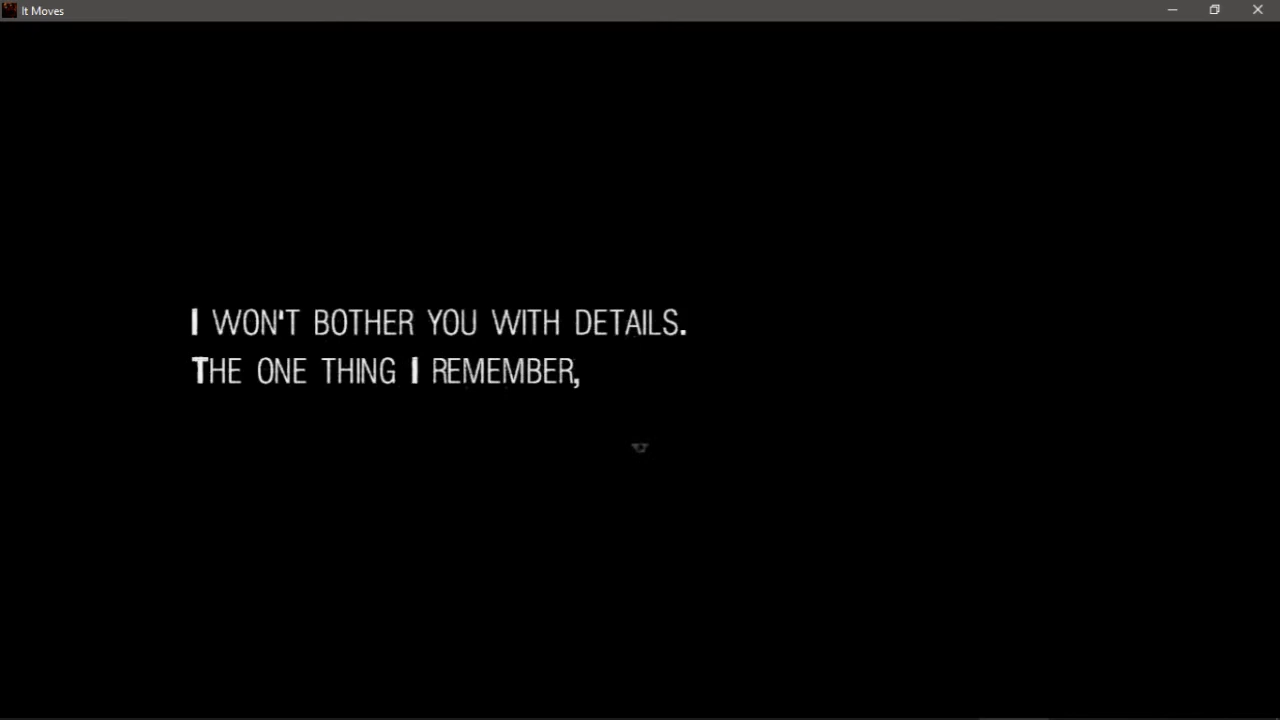 It Moves
I WON'T BOTHER YOU WITH DETAILS.
THE ONE THING I REMEMBER,